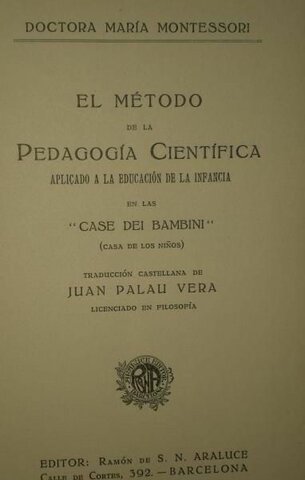 DOCTORA MARÍA MONTESSORI
EL MÉTODO
DE LA
PEDAGOGÍA CIENTÍFICA
APLICADO A LA EDUCACIÓN DE LA INFANCIA
EN LAS
"CASE DEI BAMBINI"
(CASA DE LOS NIÑOS)
TRADUCCIÓN CASTELLANA DE
JUAN PALAU VERA
LICENCIADO EN FILOSOFÍA
EDITOR: RAMÓN DE S. N. ARALUCE
CALLE DE CORTES, 392.—BARCELONA